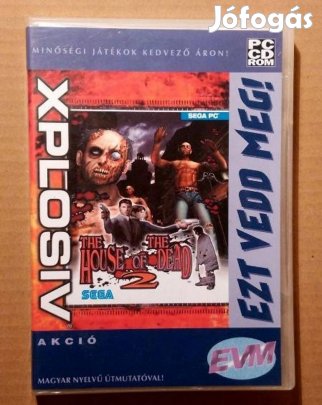 Jófogás
MINŐSÉGI JÁTÉKOK KEDVEZŐ ÁRON!
PC
CD
ROM
XPLOSIV
SEGA PC
THE HOUSE OF THE DEAD
2
SEGA
EZT VEDD MEG!
AKCIÓ
EVM
MAGYAR NYELVŰ ÚTMUTATÓVAL!